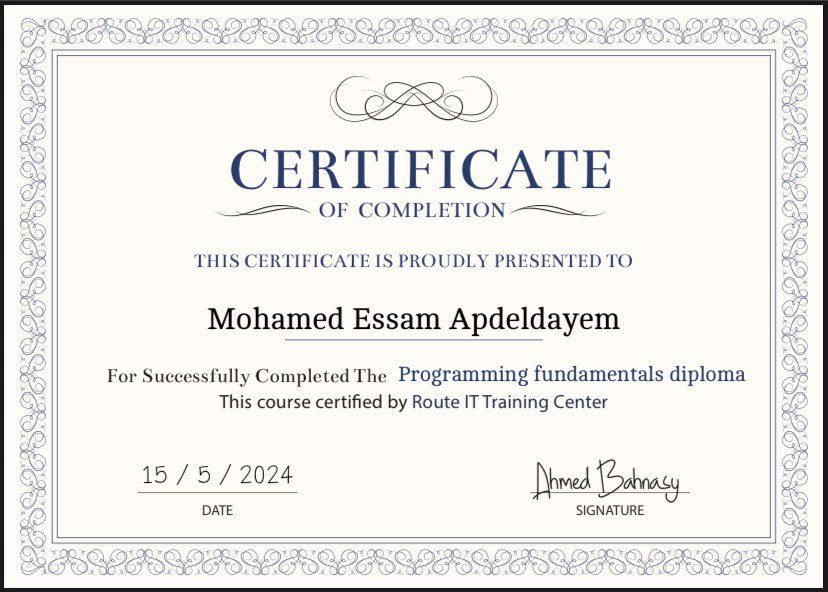 CERTIFICATE
OF COMPLETION
THIS CERTIFICATE IS PROUDLY PRESENTED TO
Mohamed Essam Apdeldayem
For Successfully Completed The Programming fundamentals diploma
This course certified by Route IT Training Center
15 / 5 / 2024
DATE
Ahmed Bahnasy
SIGNATURE